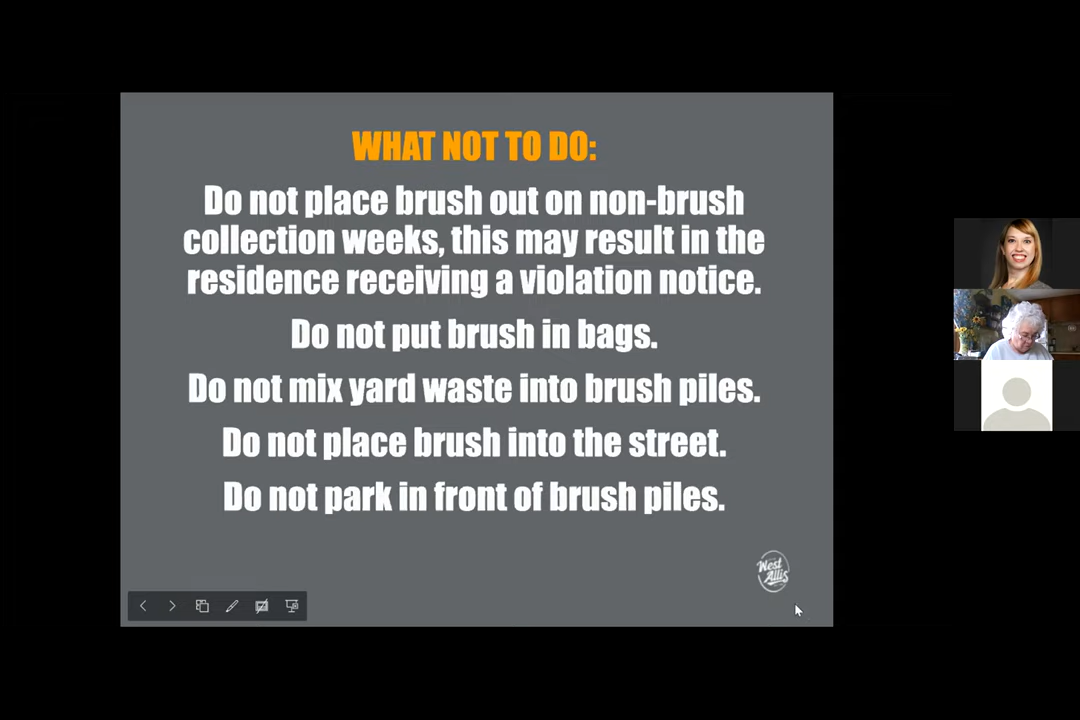 WHAT NOT TO DO:
Do not place brush out on non-brush
collection weeks, this may result in the
residence receiving a violation notice.
Do not put brush in bags.
Do not mix yard waste into brush piles.
Do not place brush into the street.
Do not park in front of brush piles.
West
Allis